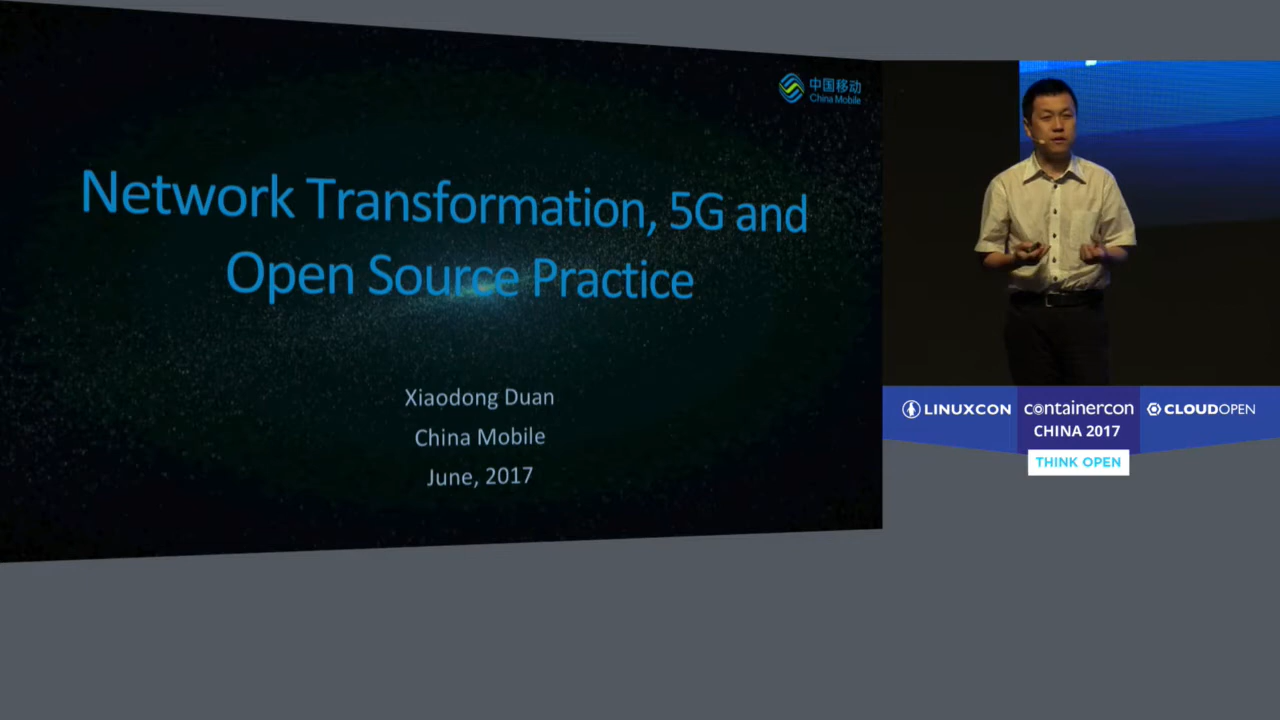 中国移动
China Mobile
Network Transformation, 5G and
Open Source Practice
Xiaodong Duan
China Mobile
June, 2017
LINUXCON
containercon
CHINA 2017
CLOUDOPEN
THINK OPEN